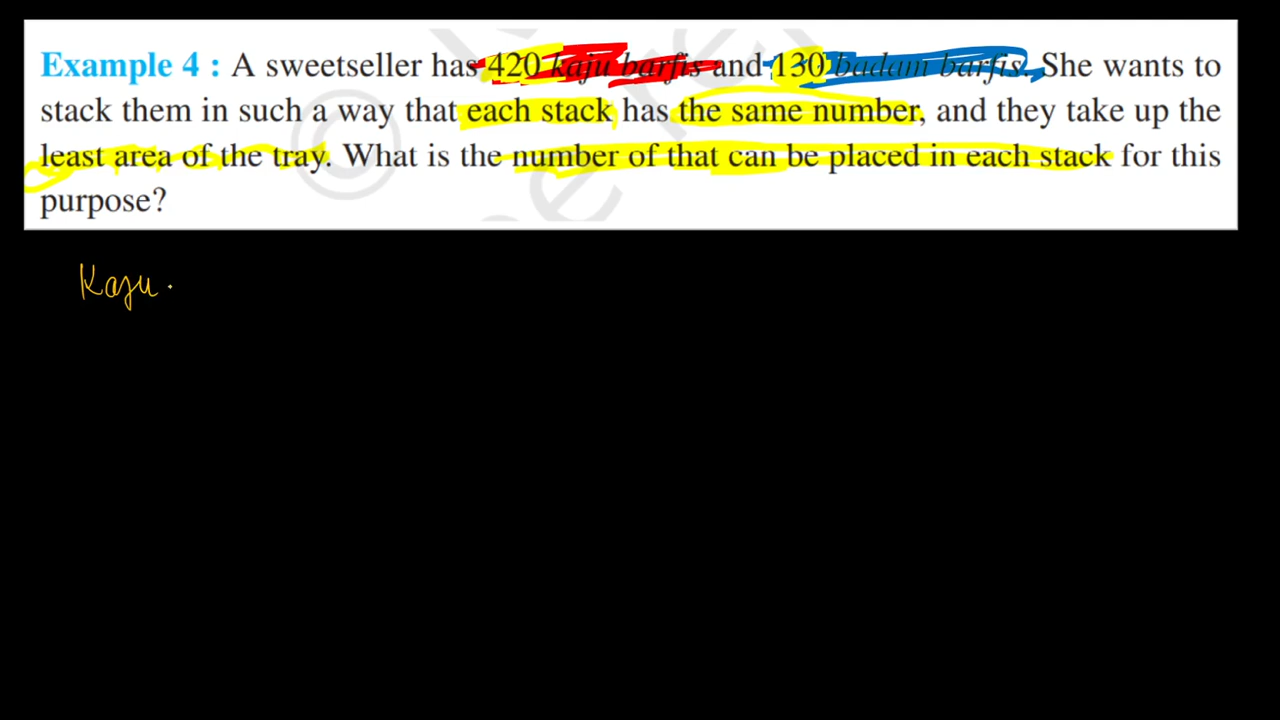 Example 4 : A sweetseller has 420 kaju barfis and 130 badam barfis. She wants to
stack them in such a way that each stack has the same number, and they take up the
least area of the tray. What is the number of that can be placed in each stack for this
purpose?
Kaju